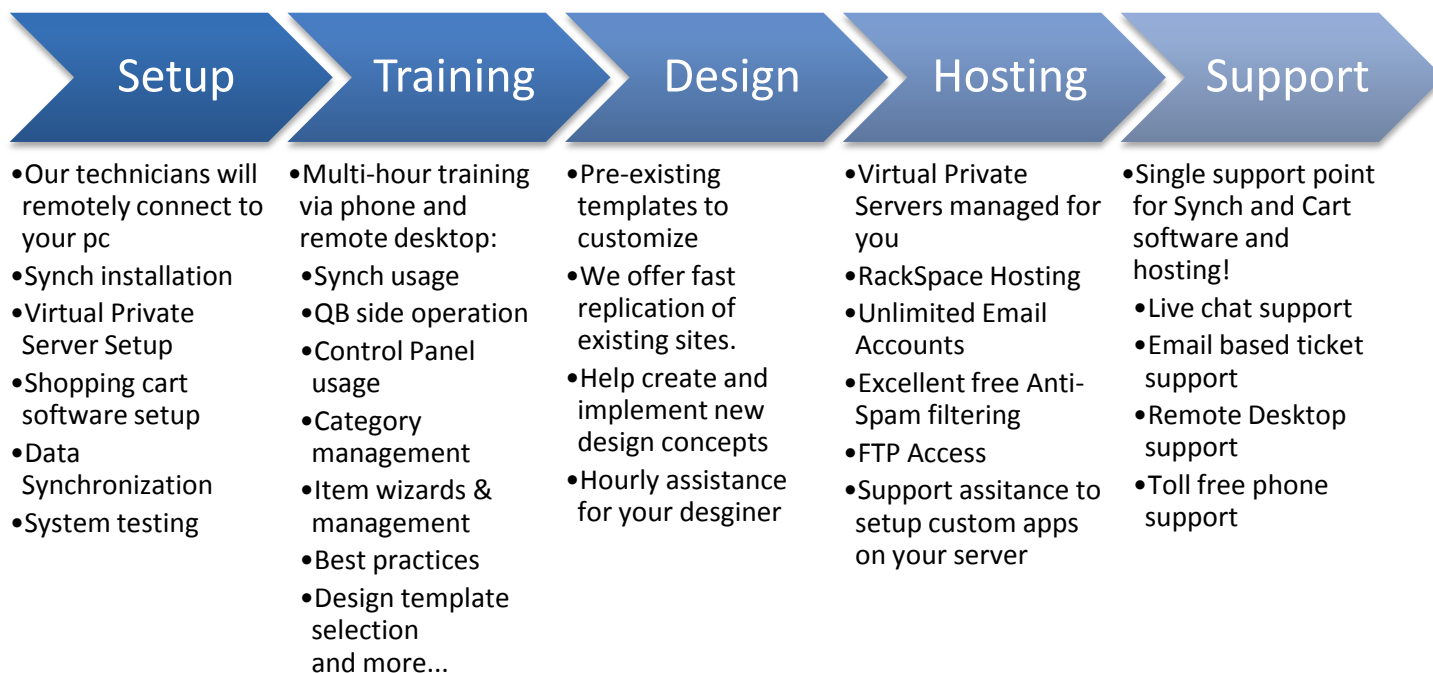 Setup
Training
Design
Hosting
Support
•Our technicians will
remotely connect to
your pc
•Synch installation
•Virtual Private
Server Setup
•Shopping cart
software setup
•Data
Synchronization
•System testing
•Multi-hour training
via phone and
remote desktop:
•Synch usage
•QB side operation
•Control Panel
usage
•Category
management
•Item wizards &
management
•Best practices
•Design template
selection
and more...
•Pre-existing
templates to
customize
•We offer fast
replication of
existing sites.
•Help create and
implement new
design concepts
•Hourly assistance
for your desginer
•Virtual Private
Servers managed for
you
•RackSpace Hosting
•Unlimited Email
Accounts
•Excellent free Anti-
Spam filtering
•FTP Access
•Support assitance to
setup custom apps
on your server
•Single support point
for Synch and Cart
software and
hosting!
•Live chat support
•Email based ticket
support
•Remote Desktop
support
•Toll free phone
support